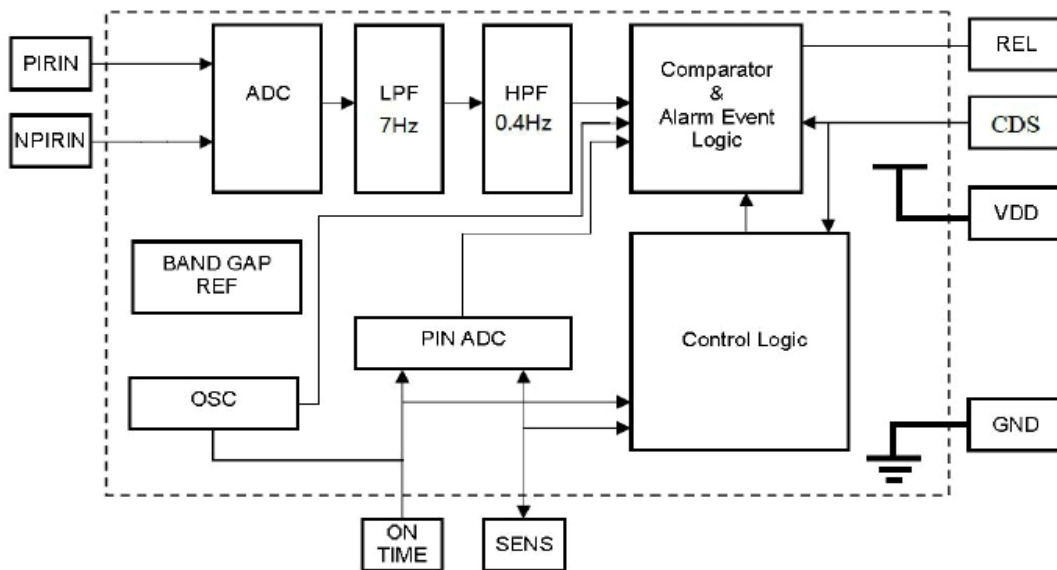 PIRIN
NPIRIN
ADC
LPF
7Hz
HPF
0.4Hz
Comparator
&
Alarm Event
Logic
REL
CDS
VDD
BAND GAP
REF
PIN ADC
Control Logic
OSC
GND
ON
TIME
SENS